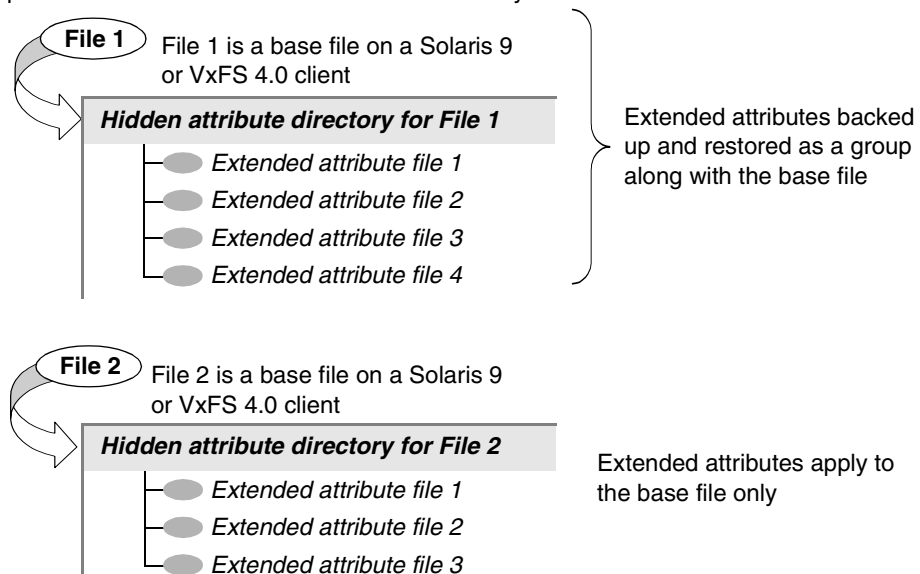 File 1
File 1 is a base file on a Solaris 9
or VxFS 4.0 client
Hidden attribute directory for File 1
Extended attribute file 1
Extended attribute file 2
Extended attribute file 3
Extended attribute file 4
Extended attributes backed
up and restored as a group
along with the base file
File 2
File 2 is a base file on a Solaris 9
or VxFS 4.0 client
Hidden attribute directory for File 2
Extended attribute file 1
Extended attribute file 2
Extended attribute file 3
Extended attributes apply to
the base file only